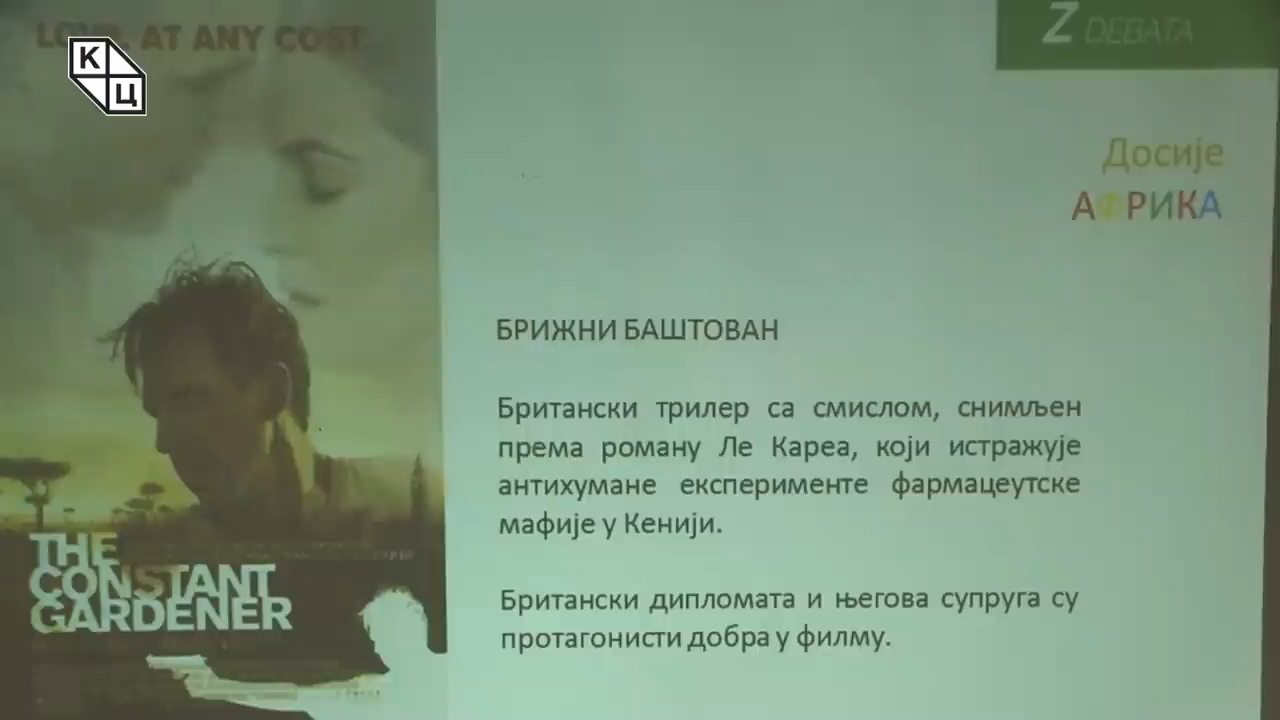 LOVE. AT ANY COST.
К
Ц
Z DEBATA
Досије
АФРИКА
БРИЖНИ БАШТОВАН
Британски трилер са смислом, снимљен
према роману Ле Кареа, који истражује
антихумане експерименте фармацеутске
мафије у Кенији.
Британски дипломата и његова супруга су
протагонисти добра у филму.
THE
CONSTANT
GARDENER